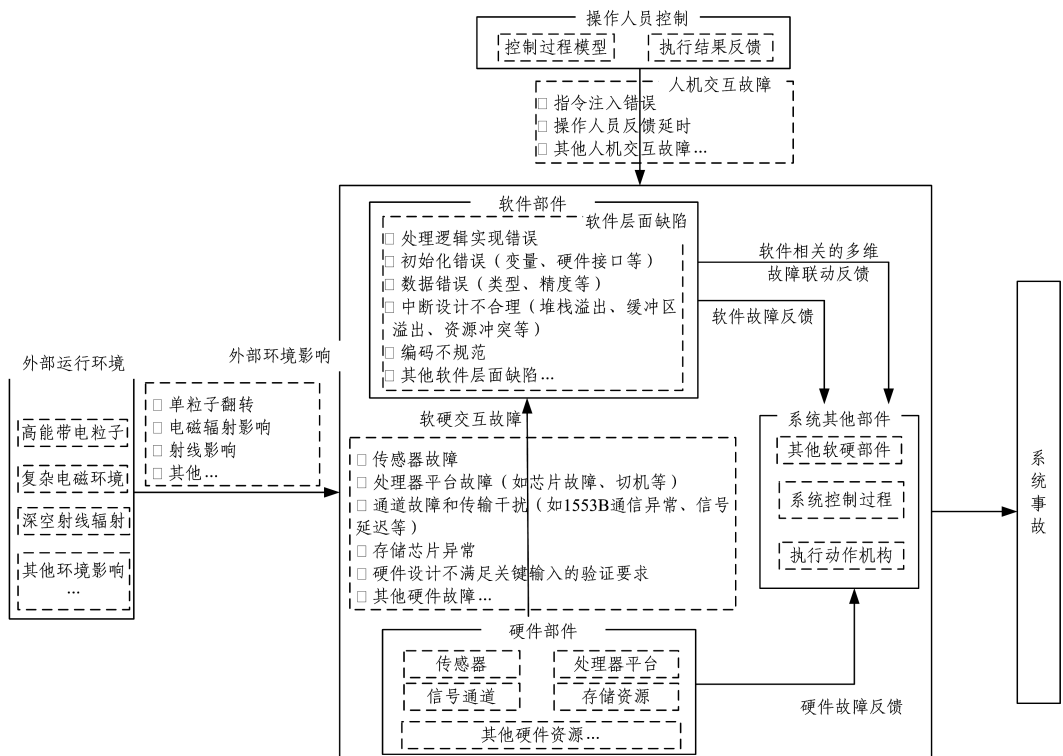 操作人员控制
控制过程模型
执行结果反馈
人机交互故障
□ 指令注入错误
□ 操作人员反馈延时
□ 其他人机交互故障…
软件部件
软件层面缺陷
□ 处理逻辑实现错误
□ 初始化错误（变量、硬件接口等）
□ 数据错误（类型、精度等）
□ 中断设计不合理（堆栈溢出、缓冲区
溢出、资源冲突等）
□ 编码不规范
□ 其他软件层面缺陷…
软件相关的多维
故障联动反馈
软件故障反馈
外部运行环境
高能带电粒子
复杂电磁环境
深空射线辐射
其他环境影响
…
外部环境影响
□ 单粒子翻转
□ 电磁辐射影响
□ 射线影响
□ 其他…
软硬交互故障
□ 传感器故障
□ 处理器平台故障（如芯片故障、切机等）
□ 通道故障和传输干扰（如1553B通信异常、信号
延迟等）
□ 存储芯片异常
□ 硬件设计不满足关键输入的验证要求
□ 其他硬件故障…
系统其他部件
其他软硬部件
系统控制过程
执行动作机构
系统事故
硬件部件
传感器
处理器平台
信号通道
存储资源
其他硬件资源…
硬件故障反馈